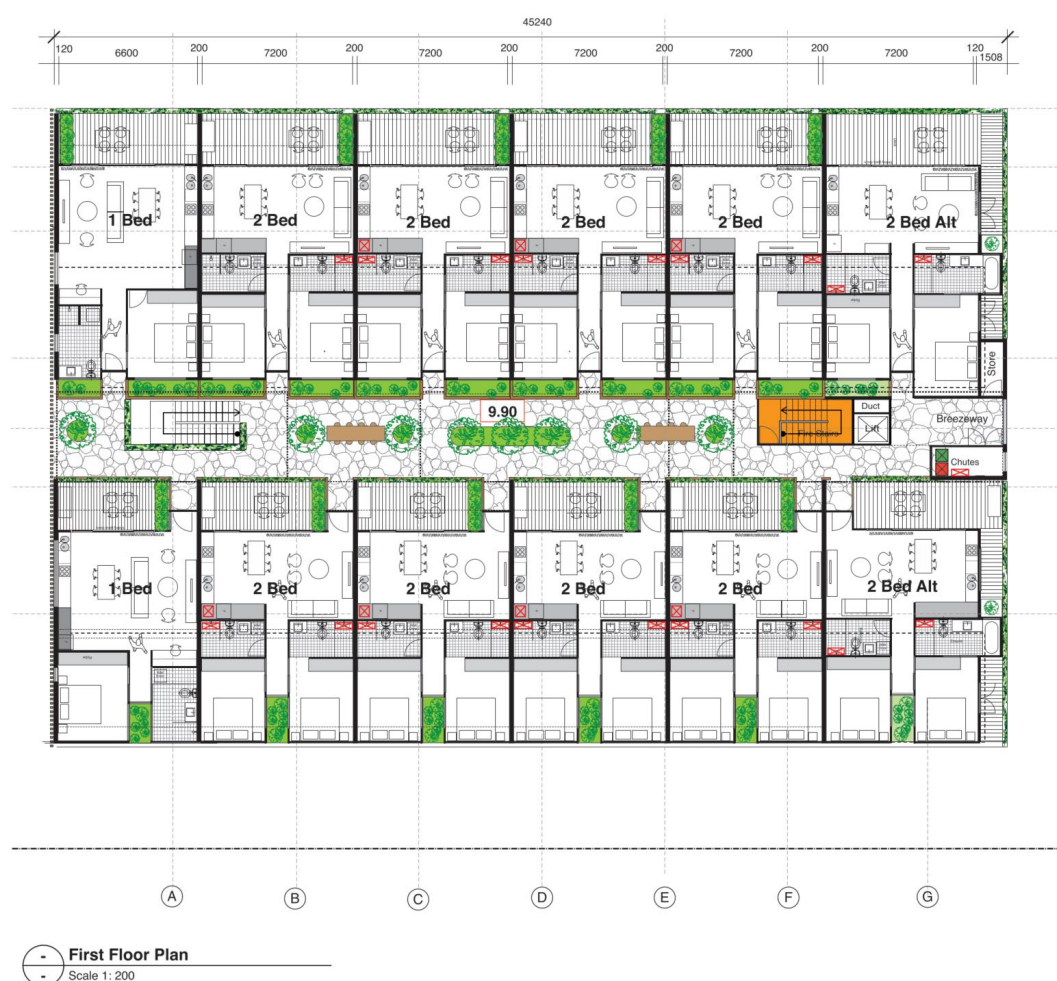 45240
120 6600 200 7200 200 7200 200 7200 200 7200 200 7200 120 1508
1 Bed 2 Bed 2 Bed 2 Bed 2 Bed 2 Bed Alt
Store
9.90
Duct
Lift
Fire Stairs
Breezeway
Chutes
1 Bed 2 Bed 2 Bed 2 Bed 2 Bed 2 Bed Alt
A B C D E F G
- First Floor Plan
- Scale 1: 200